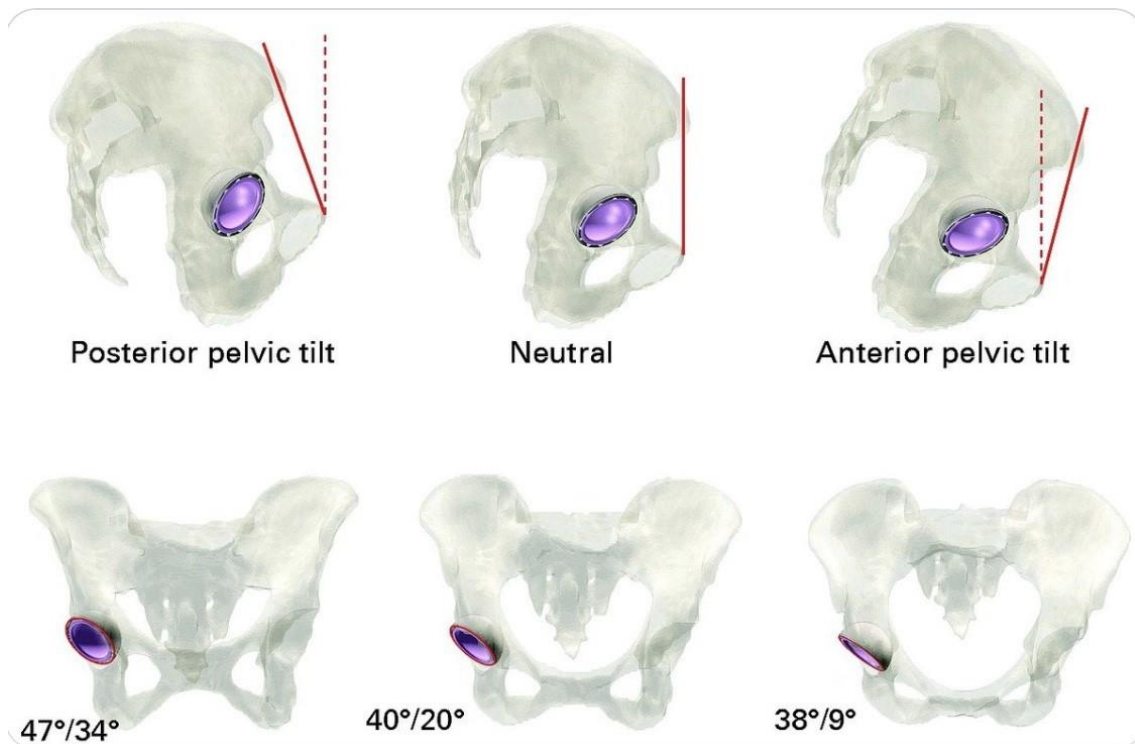 Posterior pelvic tilt
Neutral
Anterior pelvic tilt
47°/34°
40°/20°
38°/9°